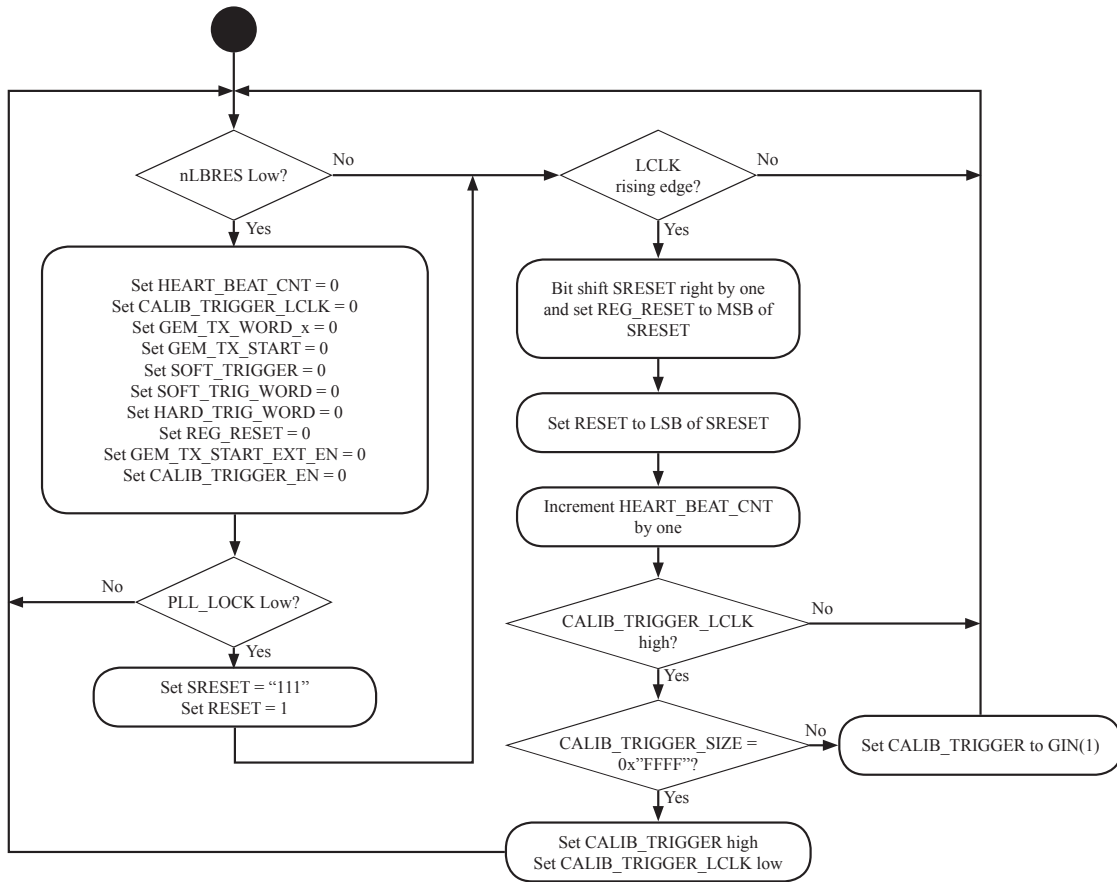 nLBRES Low?
No
Yes
Set HEART_BEAT_CNT = 0
Set CALIB_TRIGGER_LCLK = 0
Set GEM_TX_WORD_x = 0
Set GEM_TX_START = 0
Set SOFT_TRIGGER = 0
Set SOFT_TRIG_WORD = 0
Set HARD_TRIG_WORD = 0
Set REG_RESET = 0
Set GEM_TX_START_EXT_EN = 0
Set CALIB_TRIGGER_EN = 0
PLL_LOCK Low?
No
Yes
Set SRESET = “111”
Set RESET = 1
LCLK
rising edge?
No
Yes
Bit shift SRESET right by one
and set REG_RESET to MSB of
SRESET
Set RESET to LSB of SRESET
Increment HEART_BEAT_CNT
by one
CALIB_TRIGGER_LCLK
high?
No
Yes
CALIB_TRIGGER_SIZE =
0x”FFFF”?
No
Set CALIB_TRIGGER to GIN(1)
Yes
Set CALIB_TRIGGER high
Set CALIB_TRIGGER_LCLK low